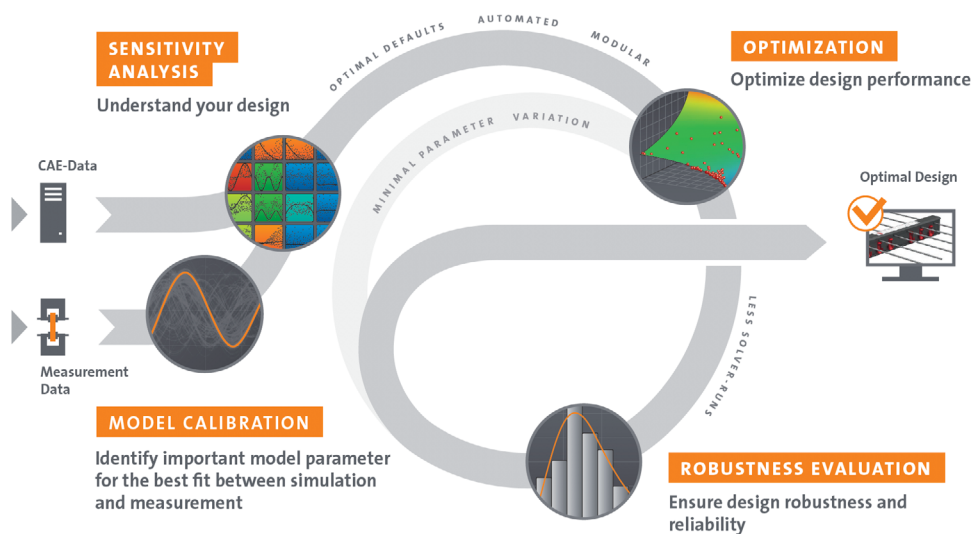 SENSITIVITY
ANALYSIS
Understand your design
OPTIMAL DEFAULTS AUTOMATED MODULAR
OPTIMIZATION
Optimize design performance
MINIMAL PARAMETER VARIATION
CAE-Data
Optimal Design
Measurement
Data
LESS SOLVER-RUNS
MODEL CALIBRATION
Identify important model parameter
for the best fit between simulation
and measurement
ROBUSTNESS EVALUATION
Ensure design robustness and
reliability